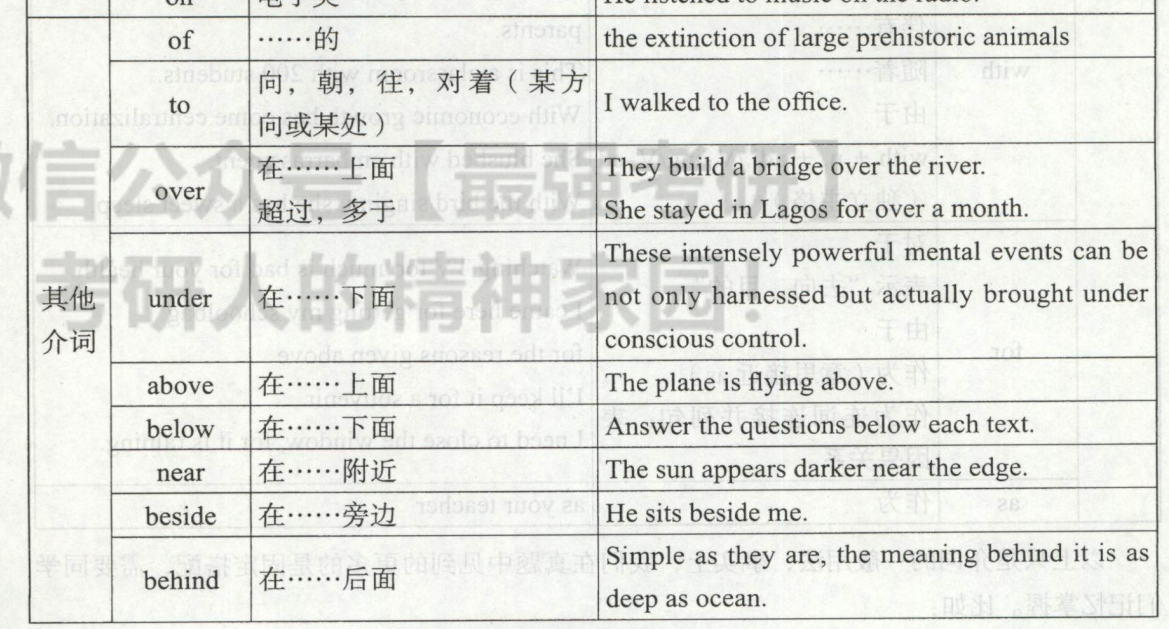 on 电子类 He listened to music on the radio.
of ……的 the extinction of large prehistoric animals
to 向，朝，往，对着（某方
向或某处） I walked to the office.
over 在……上面 They build a bridge over the river.
超过，多于 She stayed in Lagos for over a month.
微信公众号【最强考研】
考研人的精神家园！
其他
介词
under 在……下面 These intensely powerful mental events can be
not only harnessed but actually brought under
conscious control.
above 在……上面 The plane is flying above.
below 在……下面 Answer the questions below each text.
near 在……附近 The sun appears darker near the edge.
beside 在……旁边 He sits beside me.
behind 在……后面 Simple as they are, the meaning behind it is as
deep as ocean.